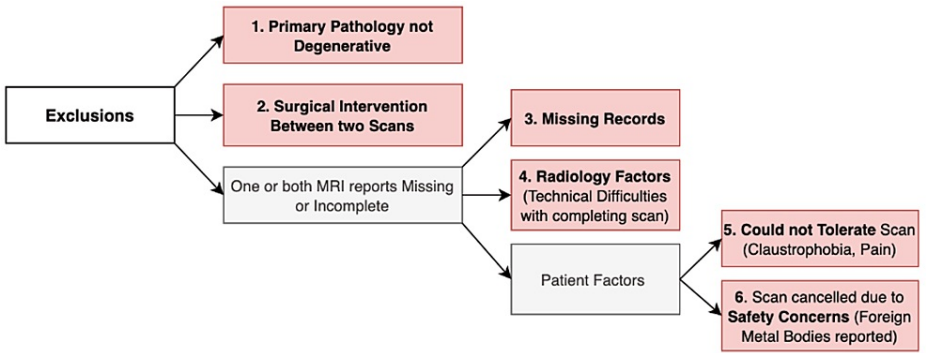 1. Primary Pathology not
Degenerative
Exclusions
2. Surgical Intervention
Between two Scans
One or both MRI reports Missing
or Incomplete
3. Missing Records
4. Radiology Factors
(Technical Difficulties
with completing scan)
Patient Factors
5. Could not Tolerate Scan
(Claustrophobia, Pain)
6. Scan cancelled due to
Safety Concerns (Foreign
Metal Bodies reported)